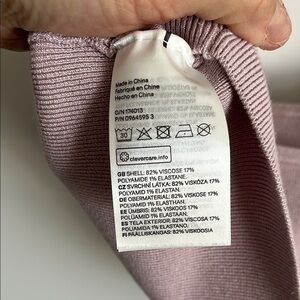 Made in China
Fabriqué en Chine
Hecho en China
O/N 174013
P/N 0964595 3
30
clevercare.info
GB SHELL: 82% VISCOSE 17%
POLYAMIDE 1% ELASTANE.
CZ SVRCHNÍ LÁTKA: 82% VISKÓZA 17%
POLYAMID 1% ELASTAN.
DE OBERMATERIAL: 82% VISKOSE 17%
POLYAMID 1% ELASTHAN.
EE ÜMBRIS: 82% VISKOOS 17%
POLÜAMIID 1% ELASTAAN.
ES TELA EXTERIOR: 82% VISCOSA 17%
POLIAMIDA 1% ELASTANO.
FI PÄÄLLISKANGAS: 82% VISKOOSIA